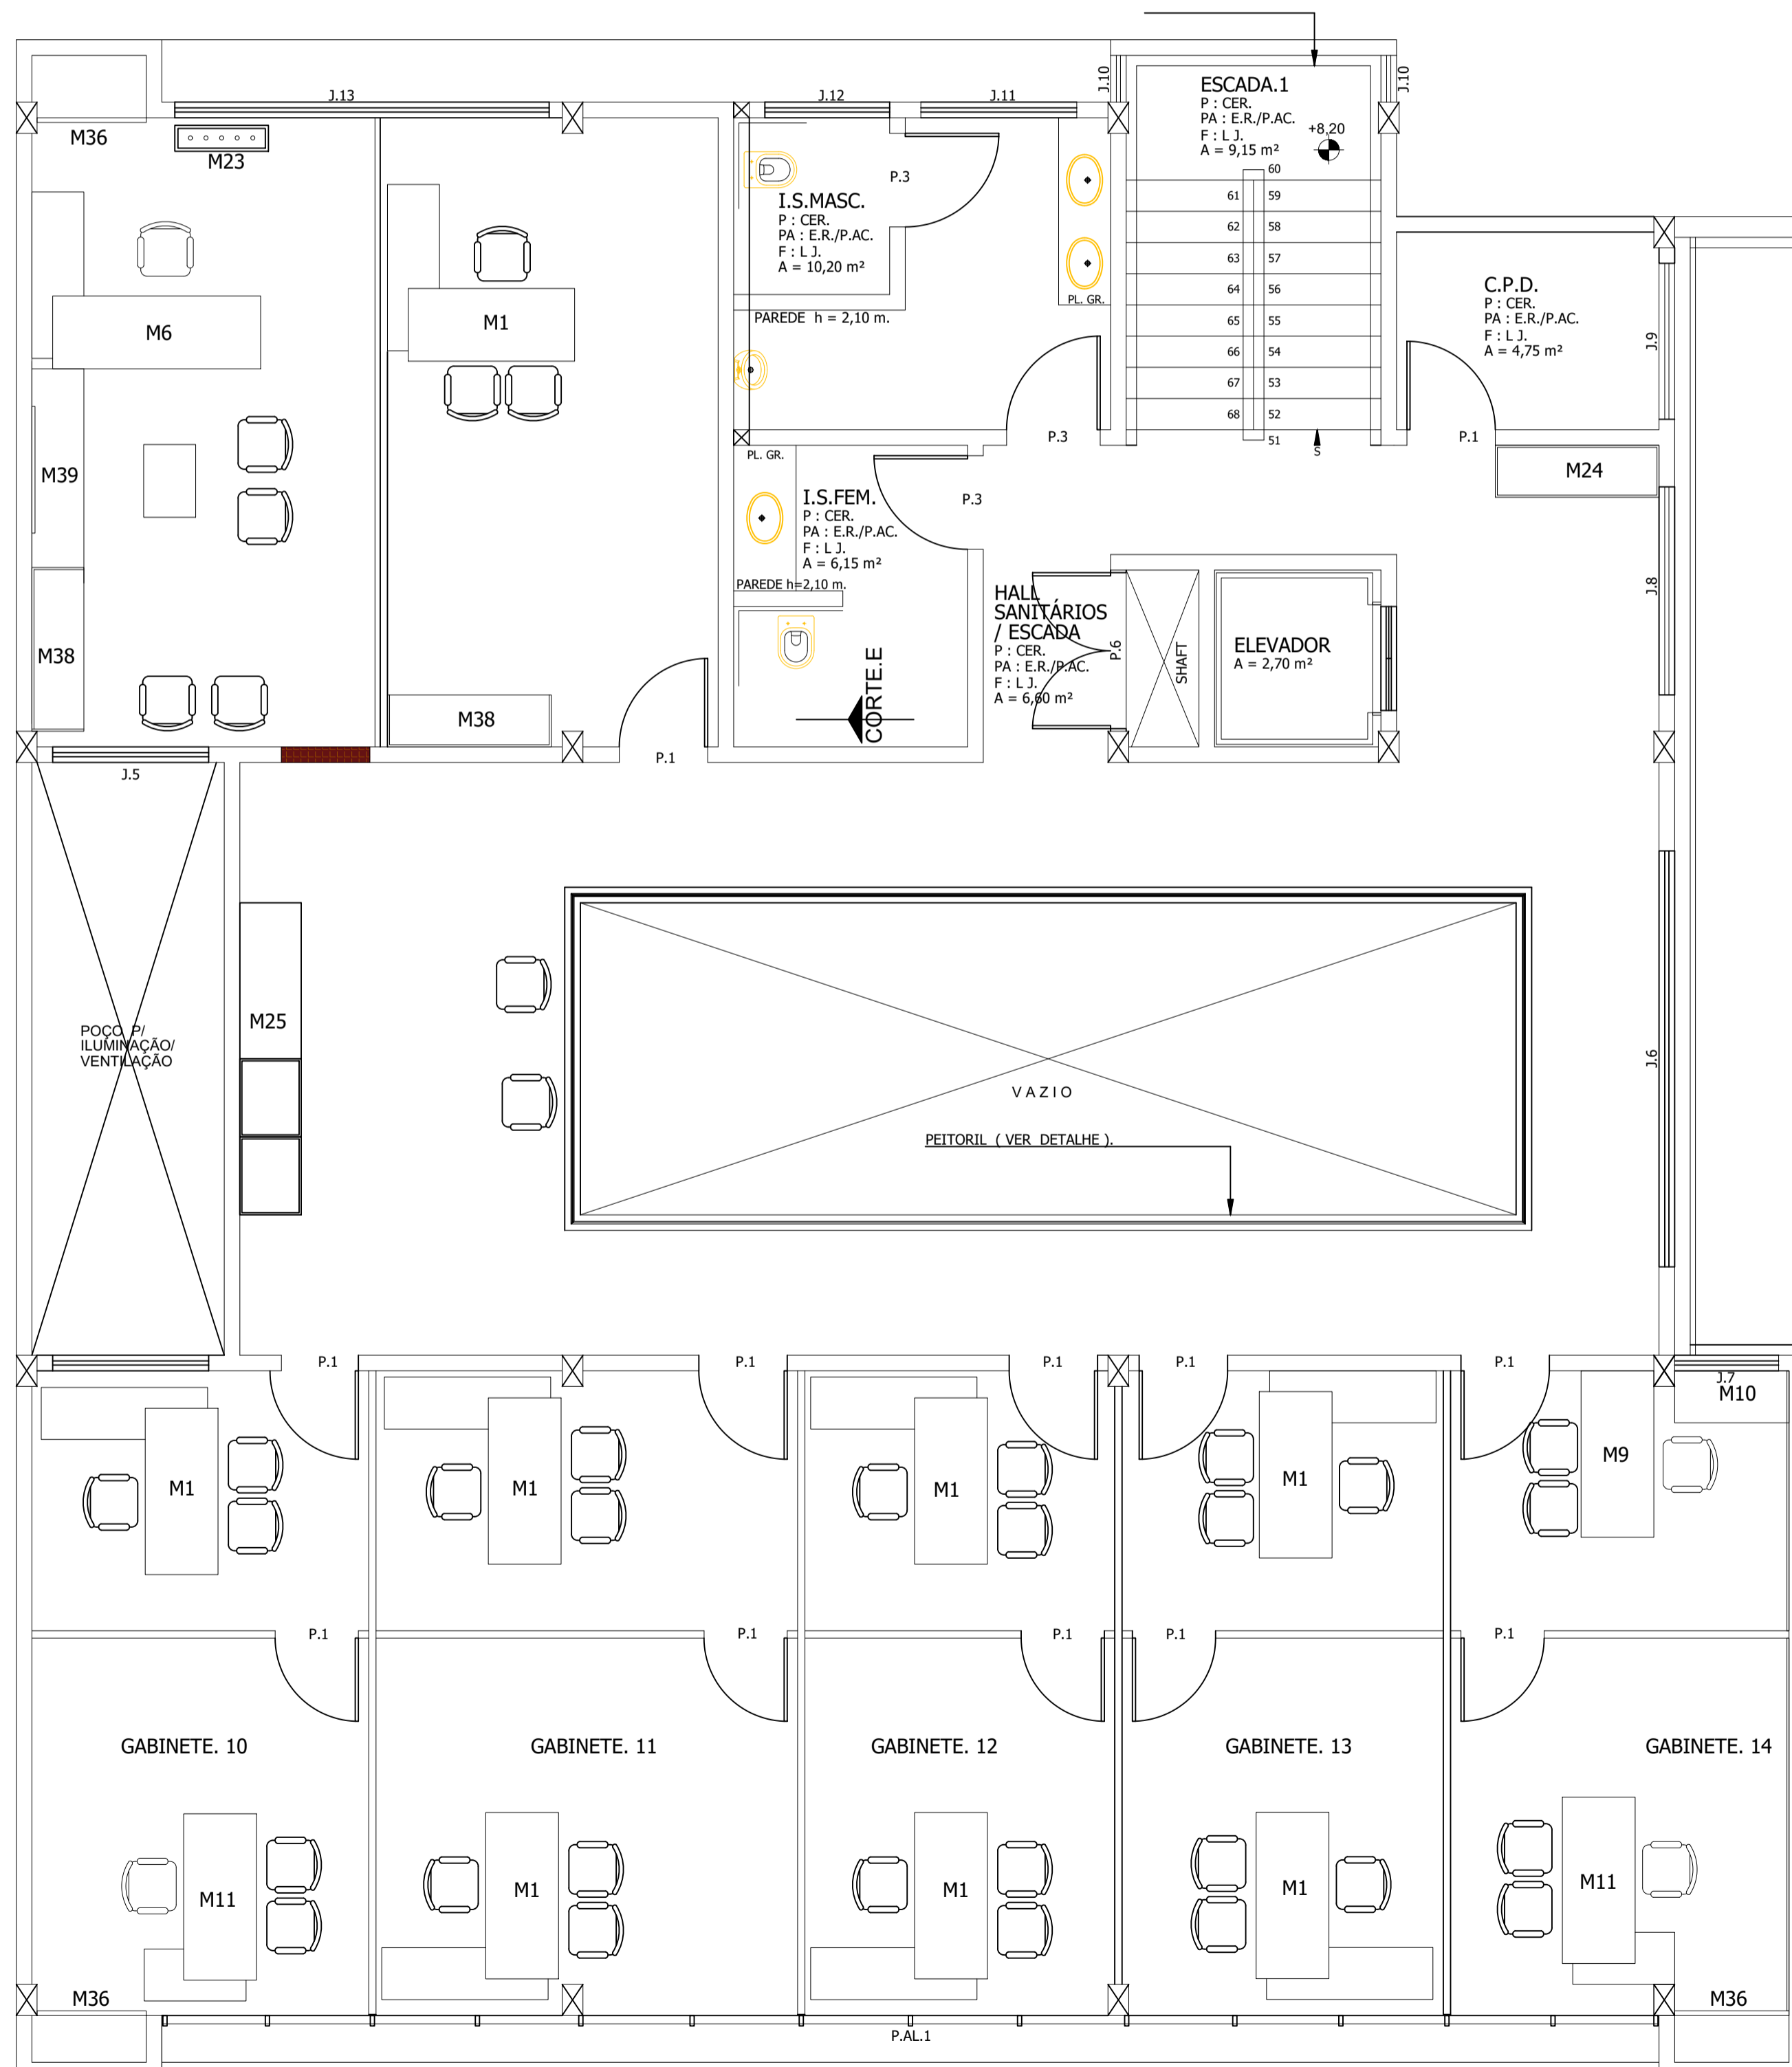 J.13
J.12
J.11
J.10
J.10
M36
M23
ESCADA.1
P : CER.
PA : E.R./P.AC.
F : L J.
A = 9,15 m²
+8,20
60
61 59
62 58
63 57
64 56
65 55
66 54
67 53
68 52
51
S
P.3
I.S.MASC.
P : CER.
PA : E.R./P.AC.
F : L J.
A = 10,20 m²
PL. GR.
PAREDE h = 2,10 m.
C.P.D.
P : CER.
PA : E.R./P.AC.
F : L J.
A = 4,75 m²
J.9
M6
M1
P.3
P.1
M24
M39
PL. GR.
I.S.FEM.
P : CER.
PA : E.R./P.AC.
F : L J.
A = 6,15 m²
P.3
PAREDE h=2,10 m.
HALL
SANITÁRIOS
/ ESCADA
P : CER.
PA : E.R./P.AC.
F : L J.
A = 6,60 m²
P.6
SHAFT
ELEVADOR
A = 2,70 m²
J.8
M38
M38
CORTE.E
P.1
J.5
M25
POÇO P/
ILUMINAÇÃO/
VENTILAÇÃO
VAZIO
PEITORIL ( VER DETALHE ).
J.6
P.1
P.1
P.1
P.1
P.1
J.7
M10
M1
M1
M1
M1
M9
P.1
P.1
P.1
P.1
P.1
GABINETE. 10
GABINETE. 11
GABINETE. 12
GABINETE. 13
GABINETE. 14
M11
M1
M1
M1
M11
M36
M36
P.AL.1